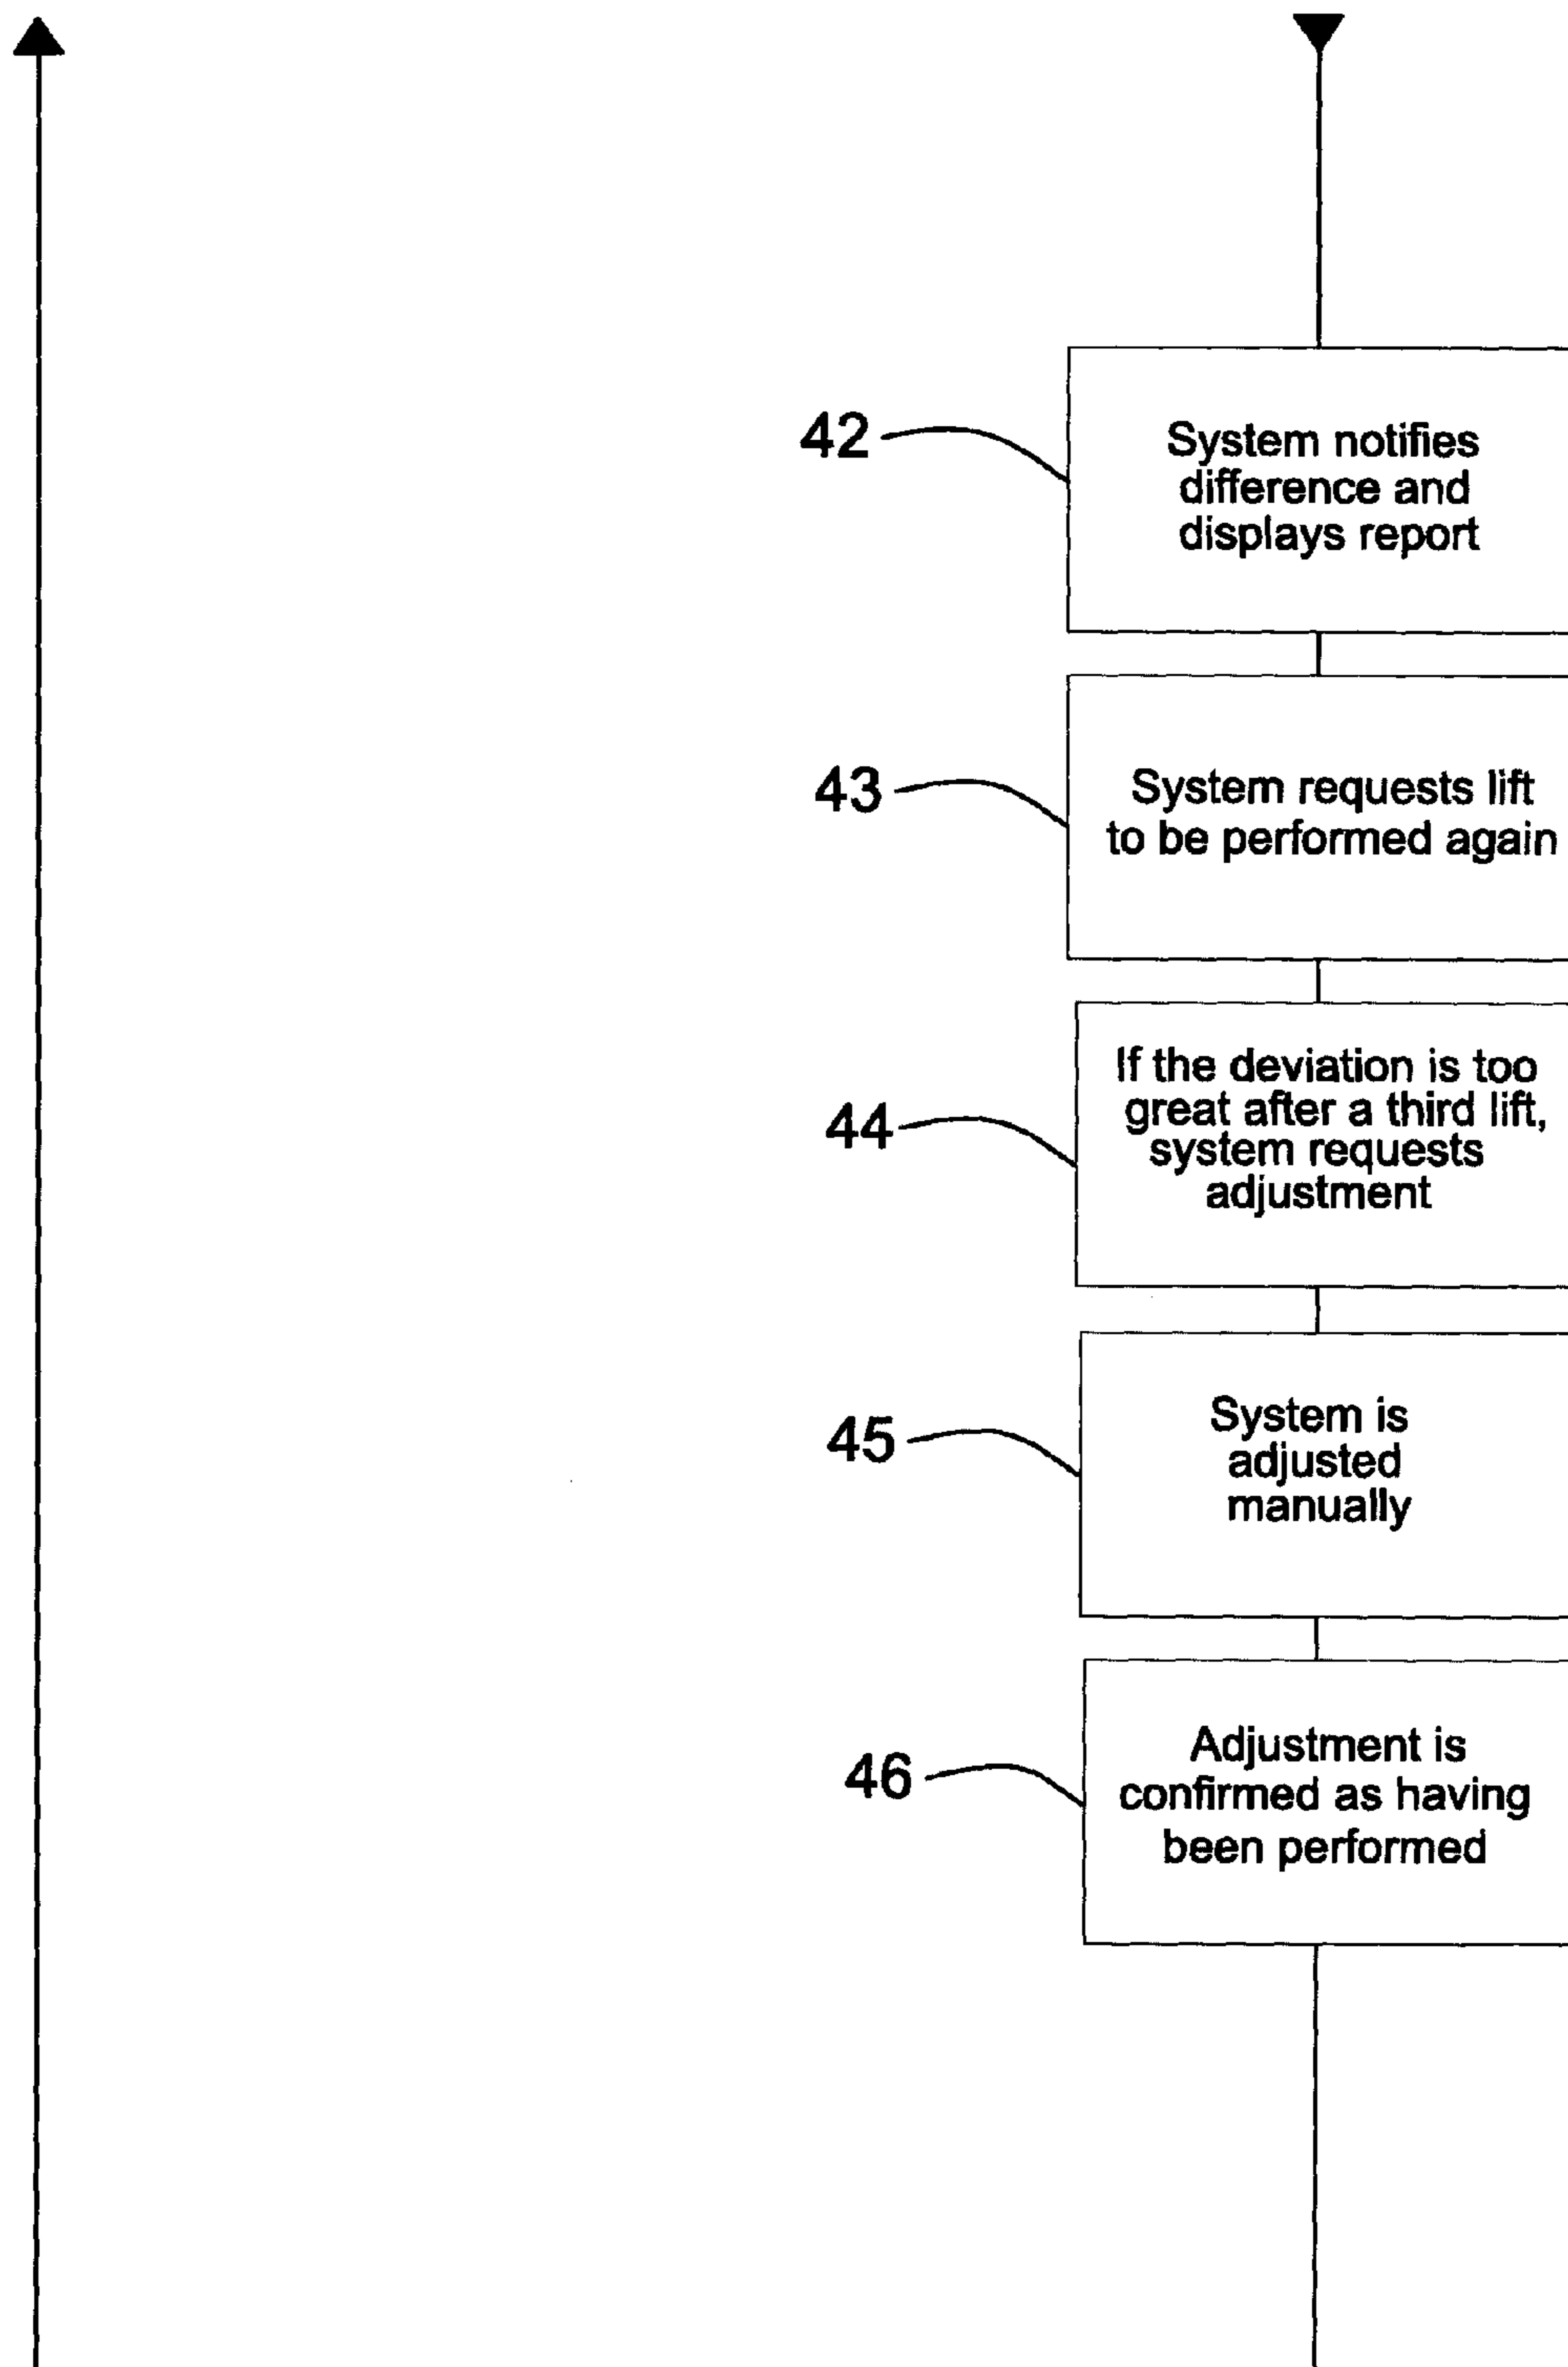 42
System notifies
difference and
displays report
43
System requests lift
to be performed again
44
If the deviation is too
great after a third lift,
system requests
adjustment
45
System is
adjusted
manually
46
Adjustment is
confirmed as having
been performed